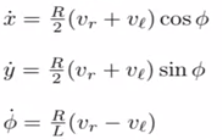 ẋ = R/2 (v_r + v_ℓ) cos ϕ
ẏ = R/2 (v_r + v_ℓ) sin ϕ
ϕ̇ = R/L (v_r − v_ℓ)